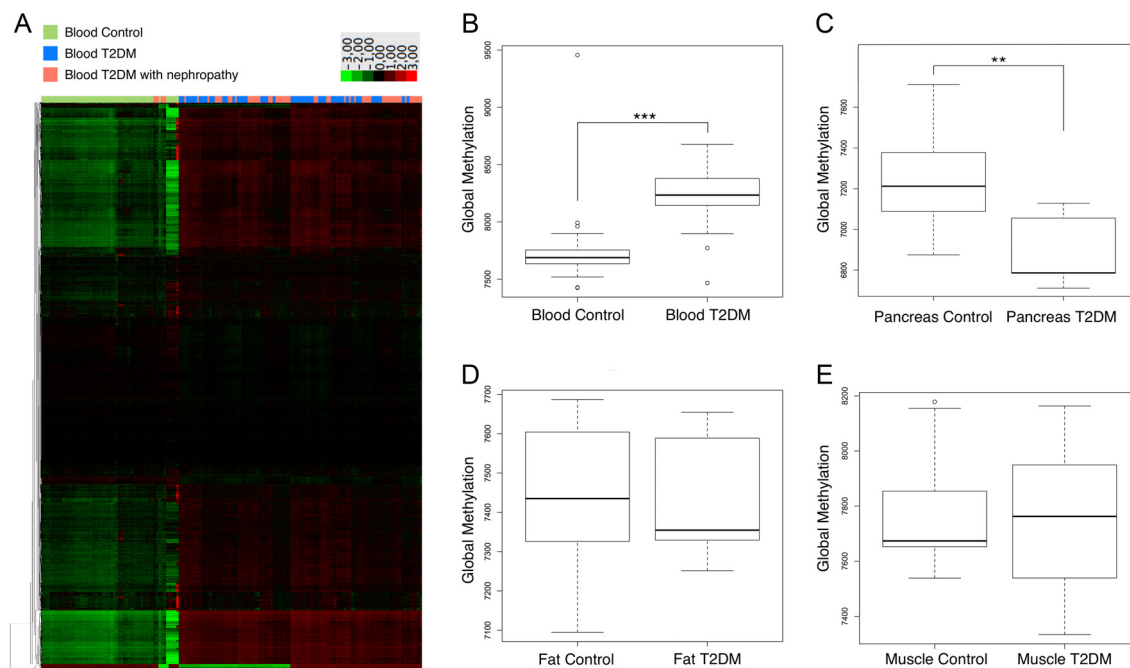 A
Blood Control
Blood T2DM
Blood T2DM with nephropathy
-3,00
-2,00
-1,00
0,00
1,00
2,00
3,00
B
Global Methylation
9500
9000
8500
8000
7500
***
Blood Control Blood T2DM
C
Global Methylation
7600
7400
7200
7000
6800
**
Pancreas Control Pancreas T2DM
D
Global Methylation
7700
7600
7500
7400
7300
7200
7100
Fat Control Fat T2DM
E
Global Methylation
8200
8000
7800
7600
7400
Muscle Control Muscle T2DM